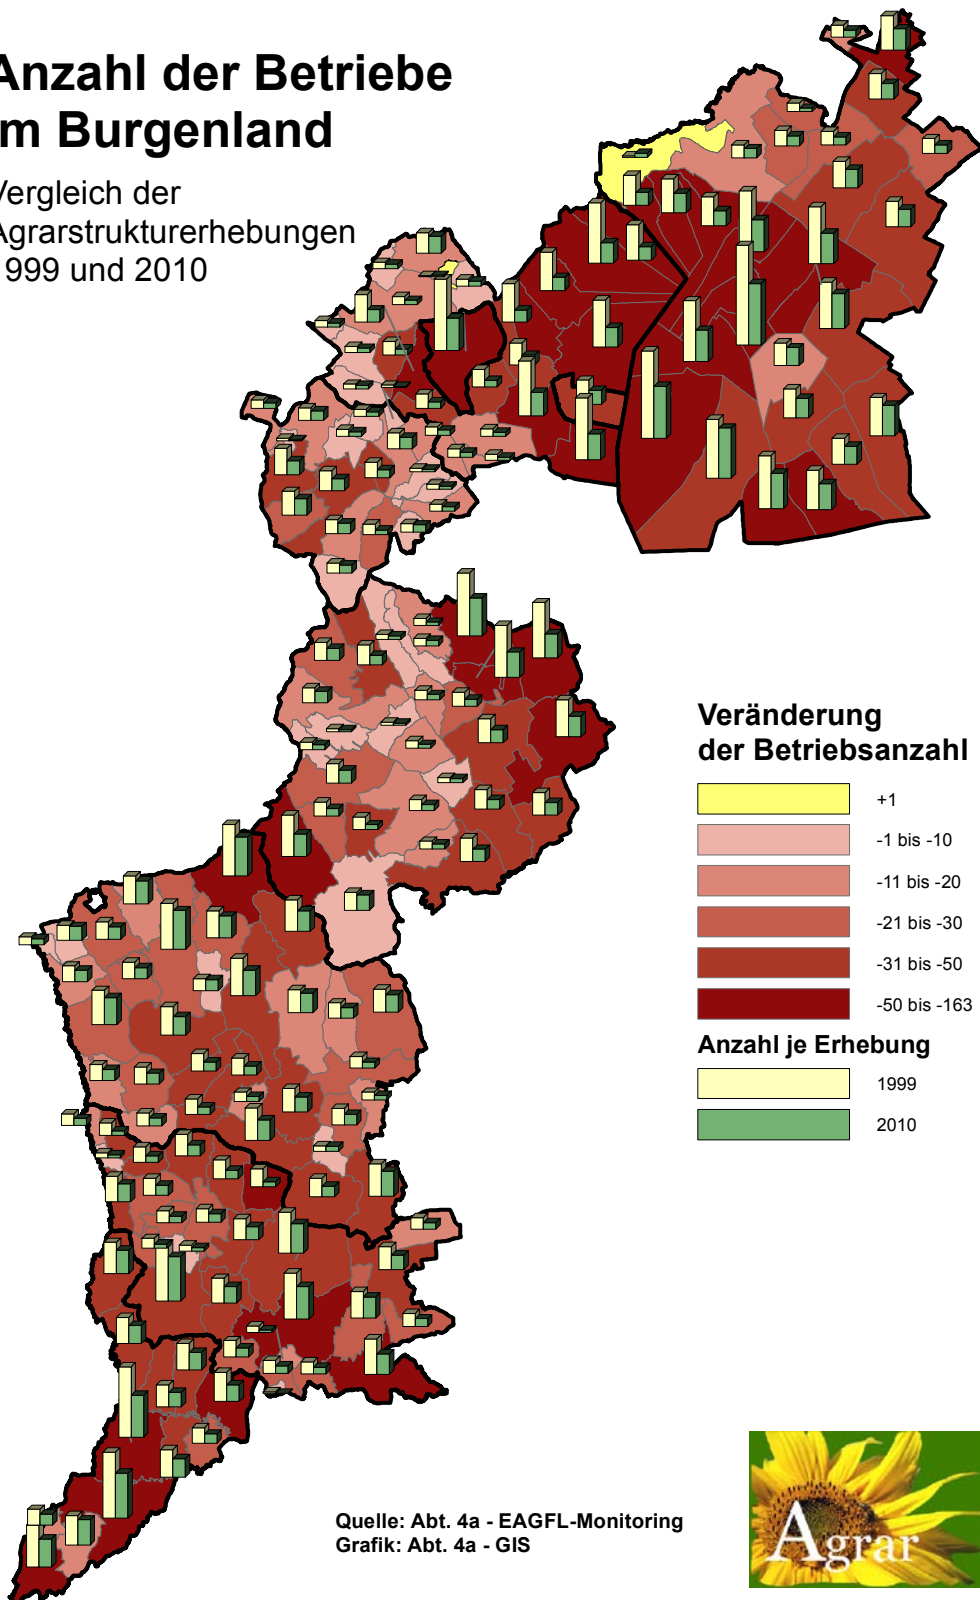 Anzahl der Betriebe
im Burgenland
Vergleich der
Agrarstrukturerhebungen
1999 und 2010
Veränderung
der Betriebsanzahl
+1
-1 bis -10
-11 bis -20
-21 bis -30
-31 bis -50
-50 bis -163
Anzahl je Erhebung
1999
2010
Quelle: Abt. 4a - EAGFL-Monitoring
Grafik: Abt. 4a - GIS
Agrar